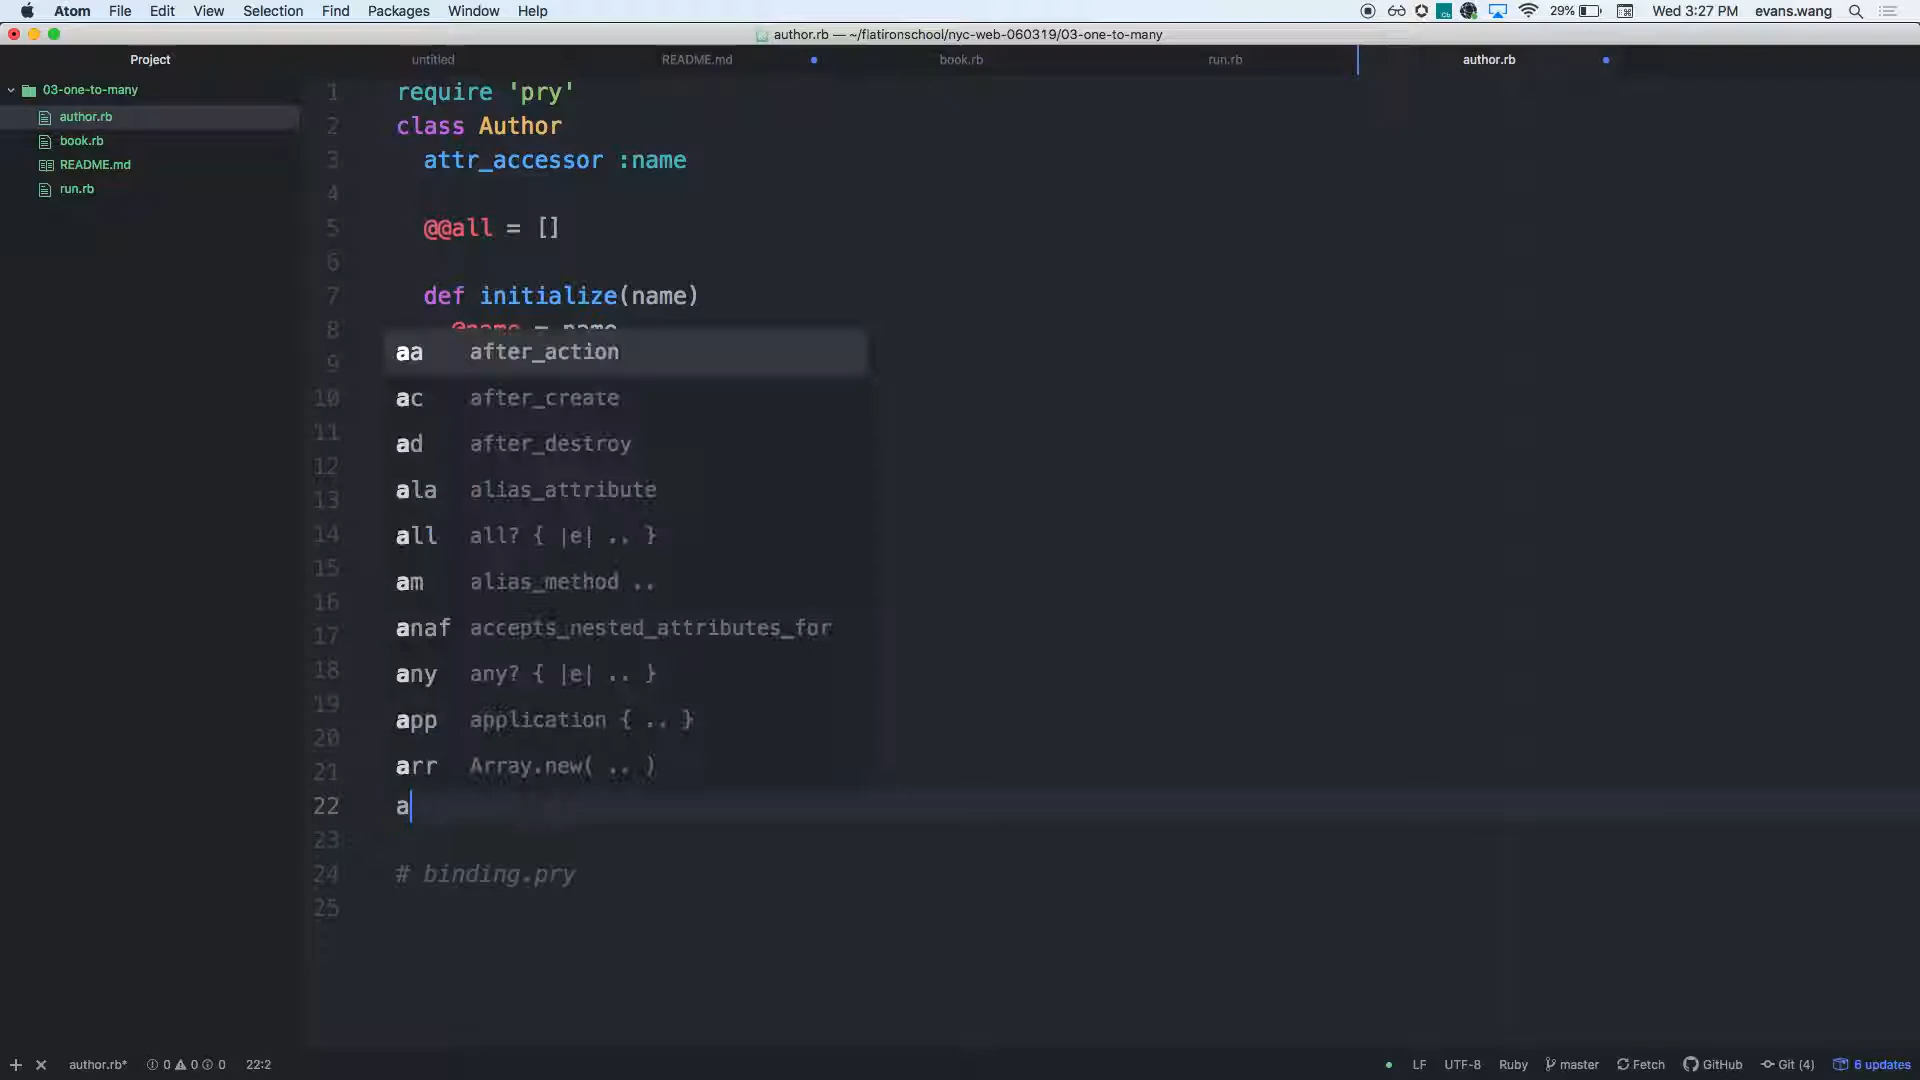 Atom File Edit View Selection Find Packages Window Help 29% Wed 3:27 PM evans.wang
author.rb — ~/flatironschool/nyc-web-060319/03-one-to-many
Project untitled README.md book.rb run.rb author.rb
03-one-to-many
author.rb
book.rb
README.md
run.rb
1 require 'pry'
2 class Author
3 attr_accessor :name
4
5 @@all = []
6
7 def initialize(name)
8 @name = name
9
aa after_action
10 ac after_create
11
ad after_destroy
12
13 ala alias_attribute
14 all all? { |e| .. }
15
am alias_method ..
16
17 anaf accepts_nested_attributes_for
18 any any? { |e| .. }
19
app application { .. }
20
21 arr Array.new( .. )
22 a
23
24 # binding.pry
25
author.rb* 0 0 0 22:2 LF UTF-8 Ruby master Fetch GitHub Git (4) 6 updates